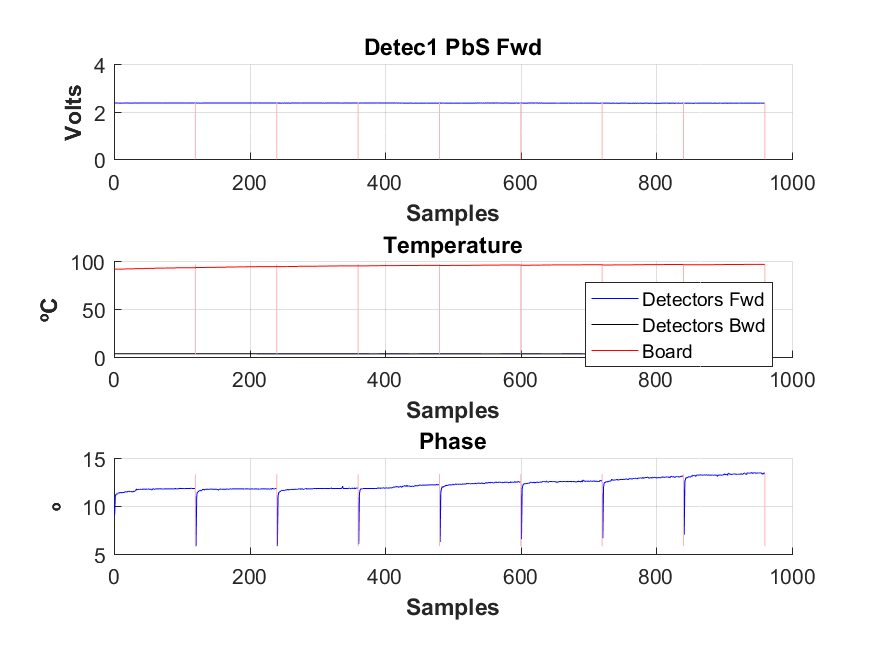 Detec1 PbS Fwd
4
2
0
Volts
0 200 400 600 800 1000
Samples
Temperature
100
50
0
ºC
Detectors Fwd
Detectors Bwd
Board
0 200 400 600 800 1000
Samples
Phase
15
10
5
º
0 200 400 600 800 1000
Samples